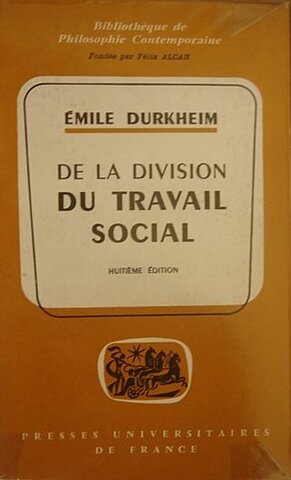 Bibliothèque de
Philosophie Contemporaine
Fondée par Félix ALCAN
ÉMILE DURKHEIM
DE LA DIVISION
DU TRAVAIL
SOCIAL
HUITIÈME ÉDITION
PRESSES UNIVERSITAIRES
DE FRANCE